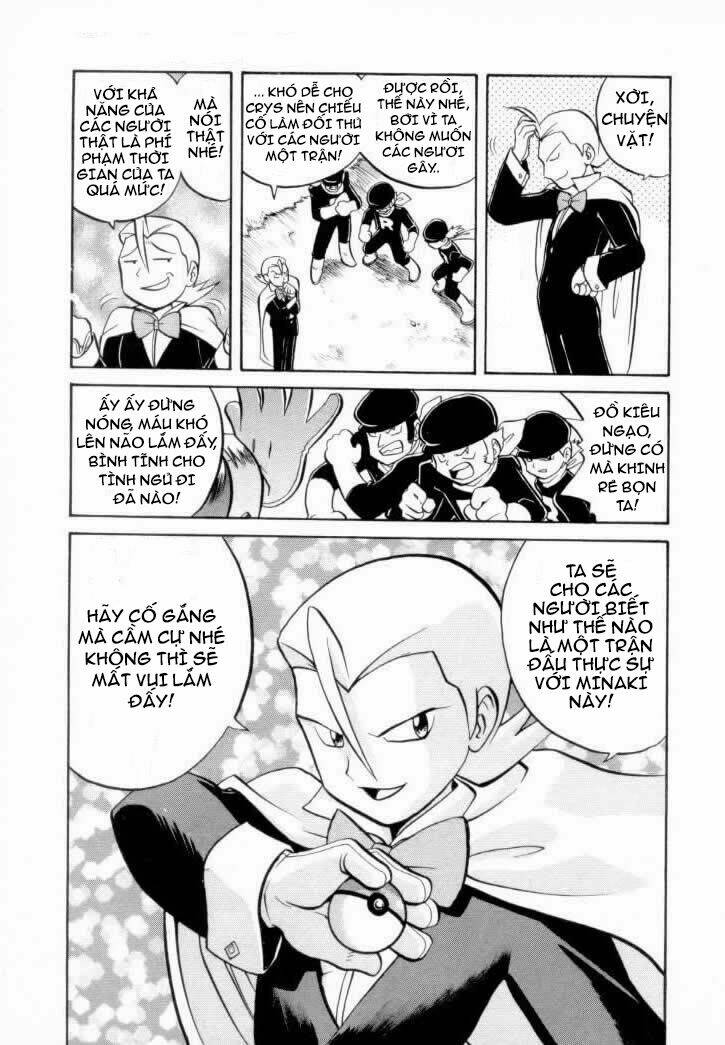 XỜI,
CHUYỆN
VẶT!
ĐƯỢC RỒI,
THẾ NÀY NHÉ,
BỞI VÌ TA
KHÔNG MUỐN
CÁC NGƯƠI
GÂY..
... KHÓ DỄ CHO
CRYS NÊN CHIẾU
CỐ LÀM ĐỐI THỦ
VỚI CÁC NGƯƠI
MỘT TRẬN!
MÀ
NÓI
THẬT
NHÉ!
VỚI KHẢ
NĂNG CỦA
CÁC NGƯƠI
THẬT LÀ PHÍ
PHẠM THỜI
GIAN CỦA TA
QUÁ MỨC!
ĐỒ KIÊU
NGẠO,
ĐỪNG CÓ
MÀ KHINH
RẺ BỌN
TA!
ẤY ẤY ĐỪNG
NÓNG, MÁU KHÓ
LÊN NÃO LẮM ĐẤY,
BÌNH TĨNH CHO
TÌNH NGỨ ĐI
ĐÃ NÀO!
TA SẼ
CHO CÁC
NGƯƠI BIẾT
NHƯ THẾ NÀO
LÀ MỘT TRẬN
ĐẤU THỰC SỰ
VỚI MINAKI
NÀY!
HÃY CỐ GẮNG
MÀ CẦM CỰ NHÉ
KHÔNG THÌ SẼ
MẤT VUI LẮM
ĐẤY!